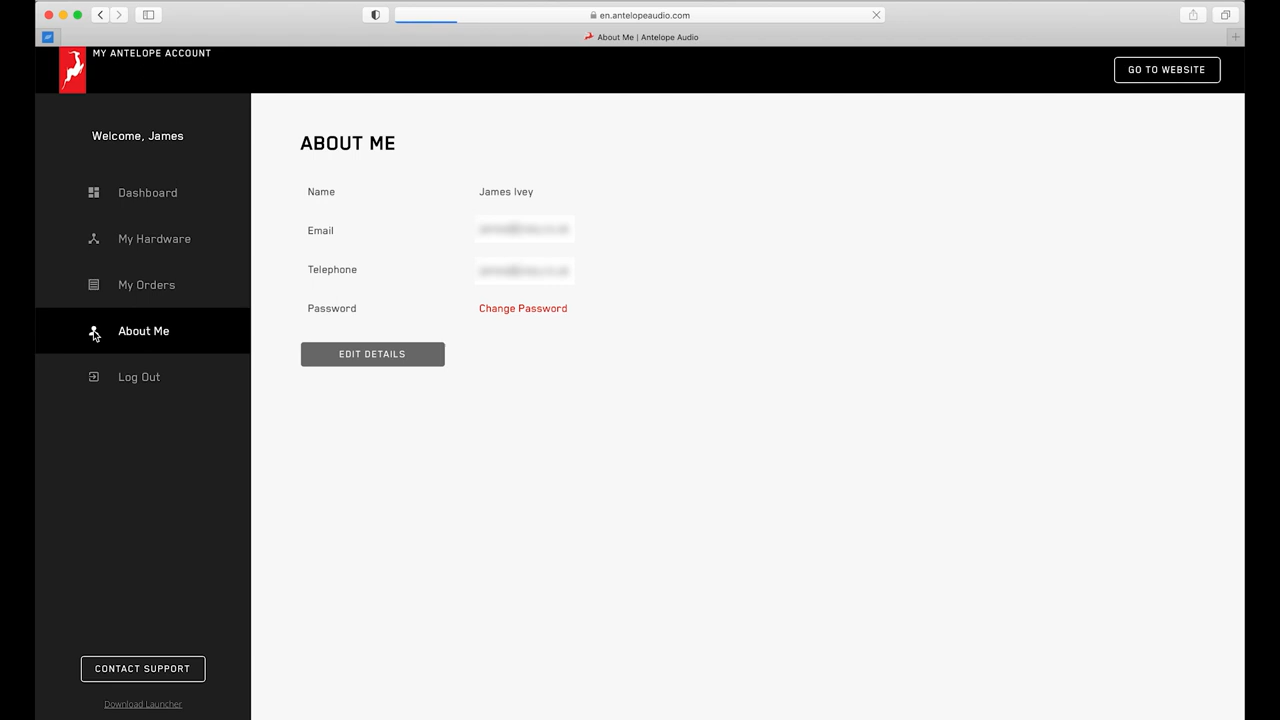 en.antelopeaudio.com
About Me | Antelope Audio
MY ANTELOPE ACCOUNT
GO TO WEBSITE
Welcome, James
Dashboard
My Hardware
My Orders
About Me
Log Out
CONTACT SUPPORT
Download Launcher
ABOUT ME
Name James Ivey
Email
Telephone
Password Change Password
EDIT DETAILS